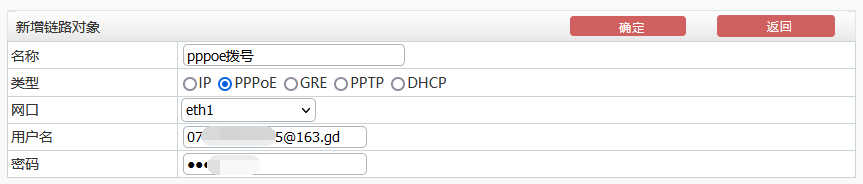 新增链路对象 确定 返回
名称 pppoe拨号
类型 IP PPPoE GRE PPTP DHCP
网口 eth1
用户名 07 5@163.gd
密码